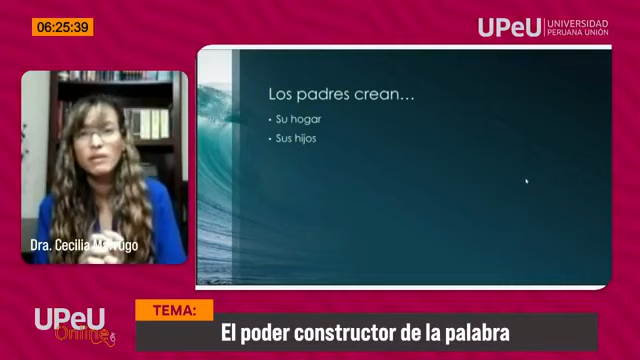 06:25:39
UPeU UNIVERSIDAD
PERUANA UNIÓN
Los padres crean...
• Su hogar
• Sus hijos
Dra. Cecilia
UPeU
Online
TEMA:
El poder constructor de la palabra